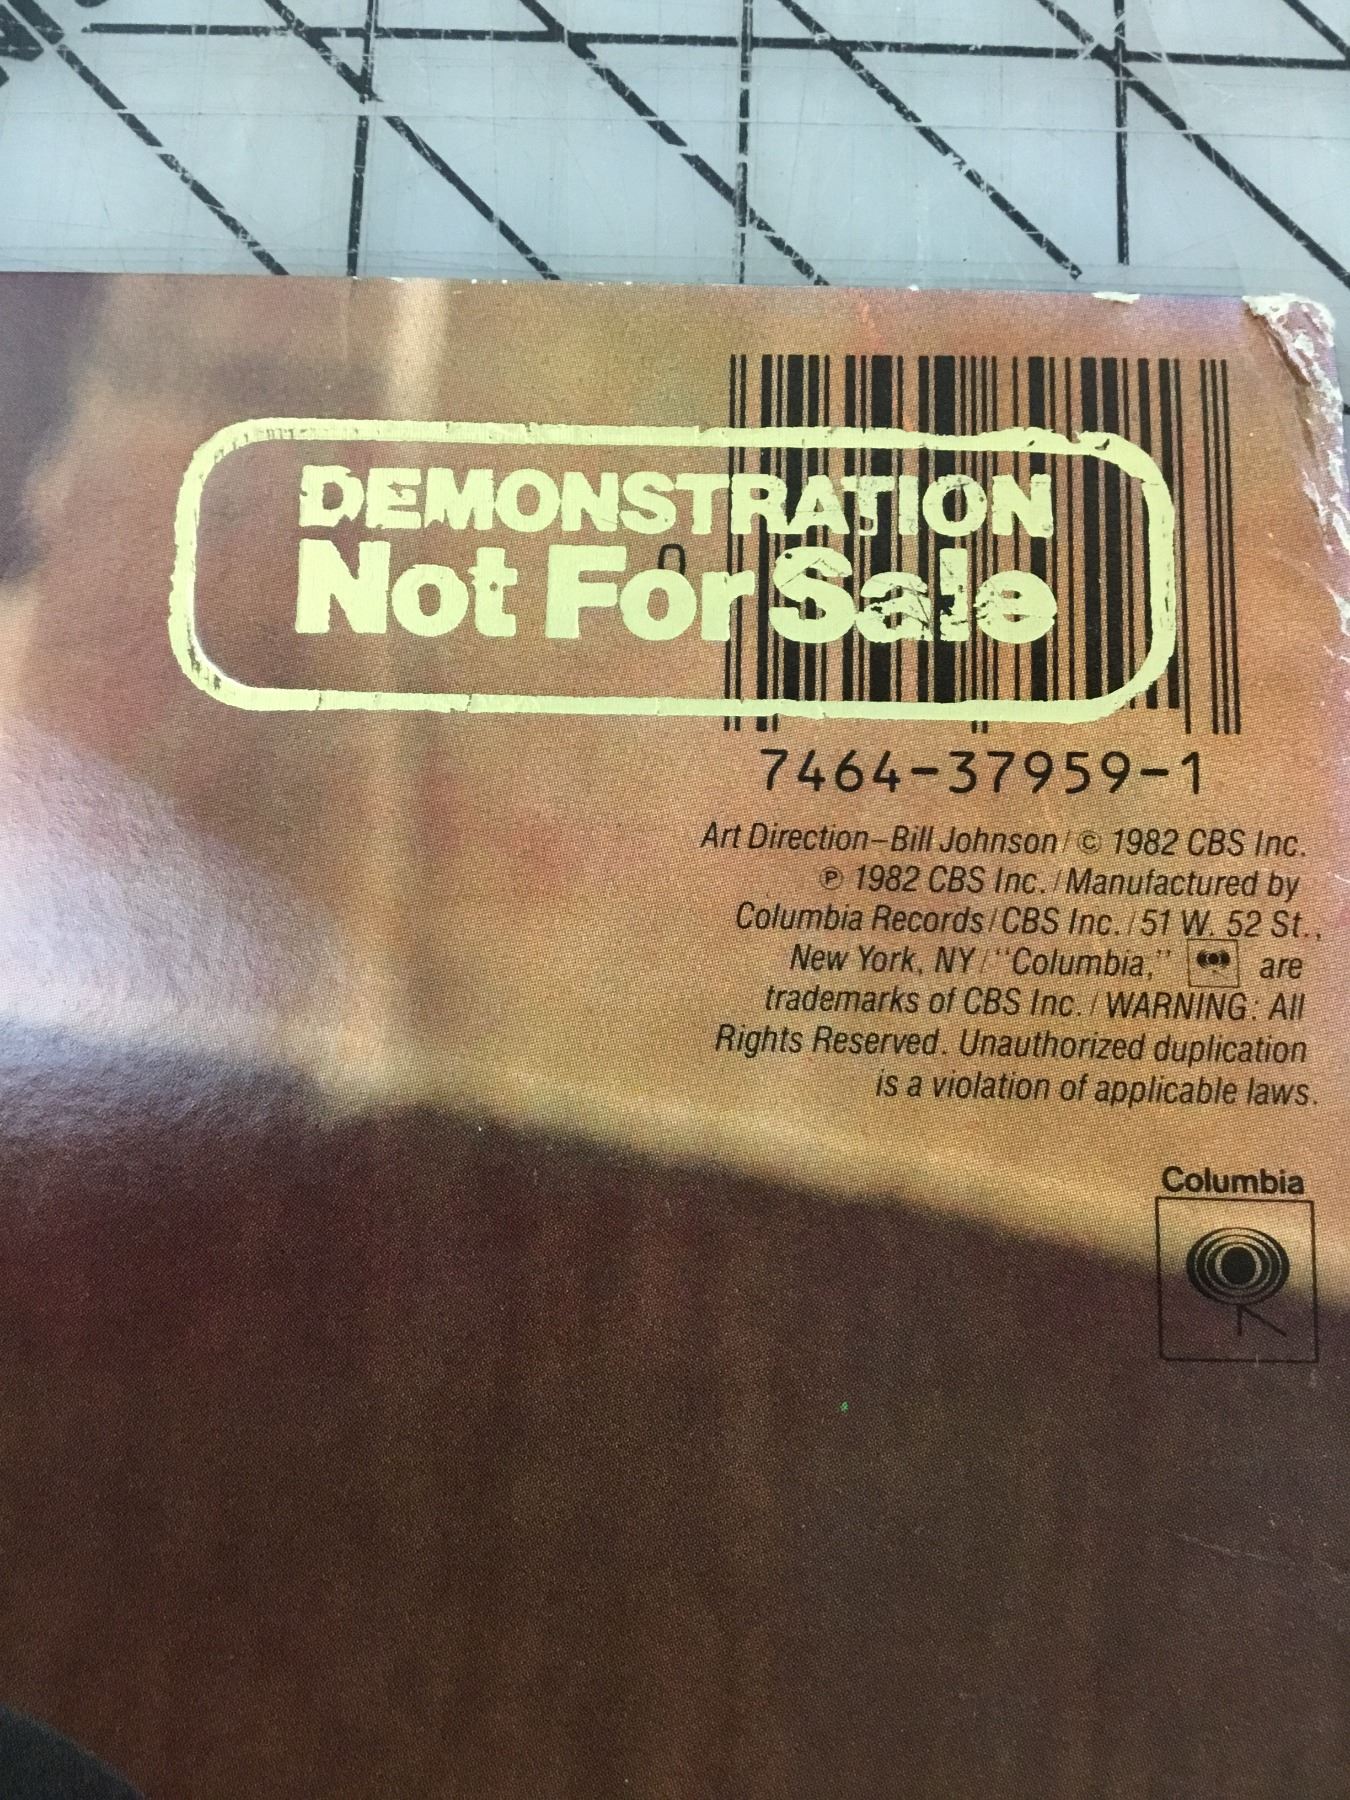 DEMONSTRATION
Not For Sale
0
7464-37959-1
Art Direction–Bill Johnson/© 1982 CBS Inc.
℗ 1982 CBS Inc./Manufactured by
Columbia Records/CBS Inc./51 W. 52 St.,
New York, NY/"Columbia," are
trademarks of CBS Inc./WARNING: All
Rights Reserved. Unauthorized duplication
is a violation of applicable laws.
Columbia